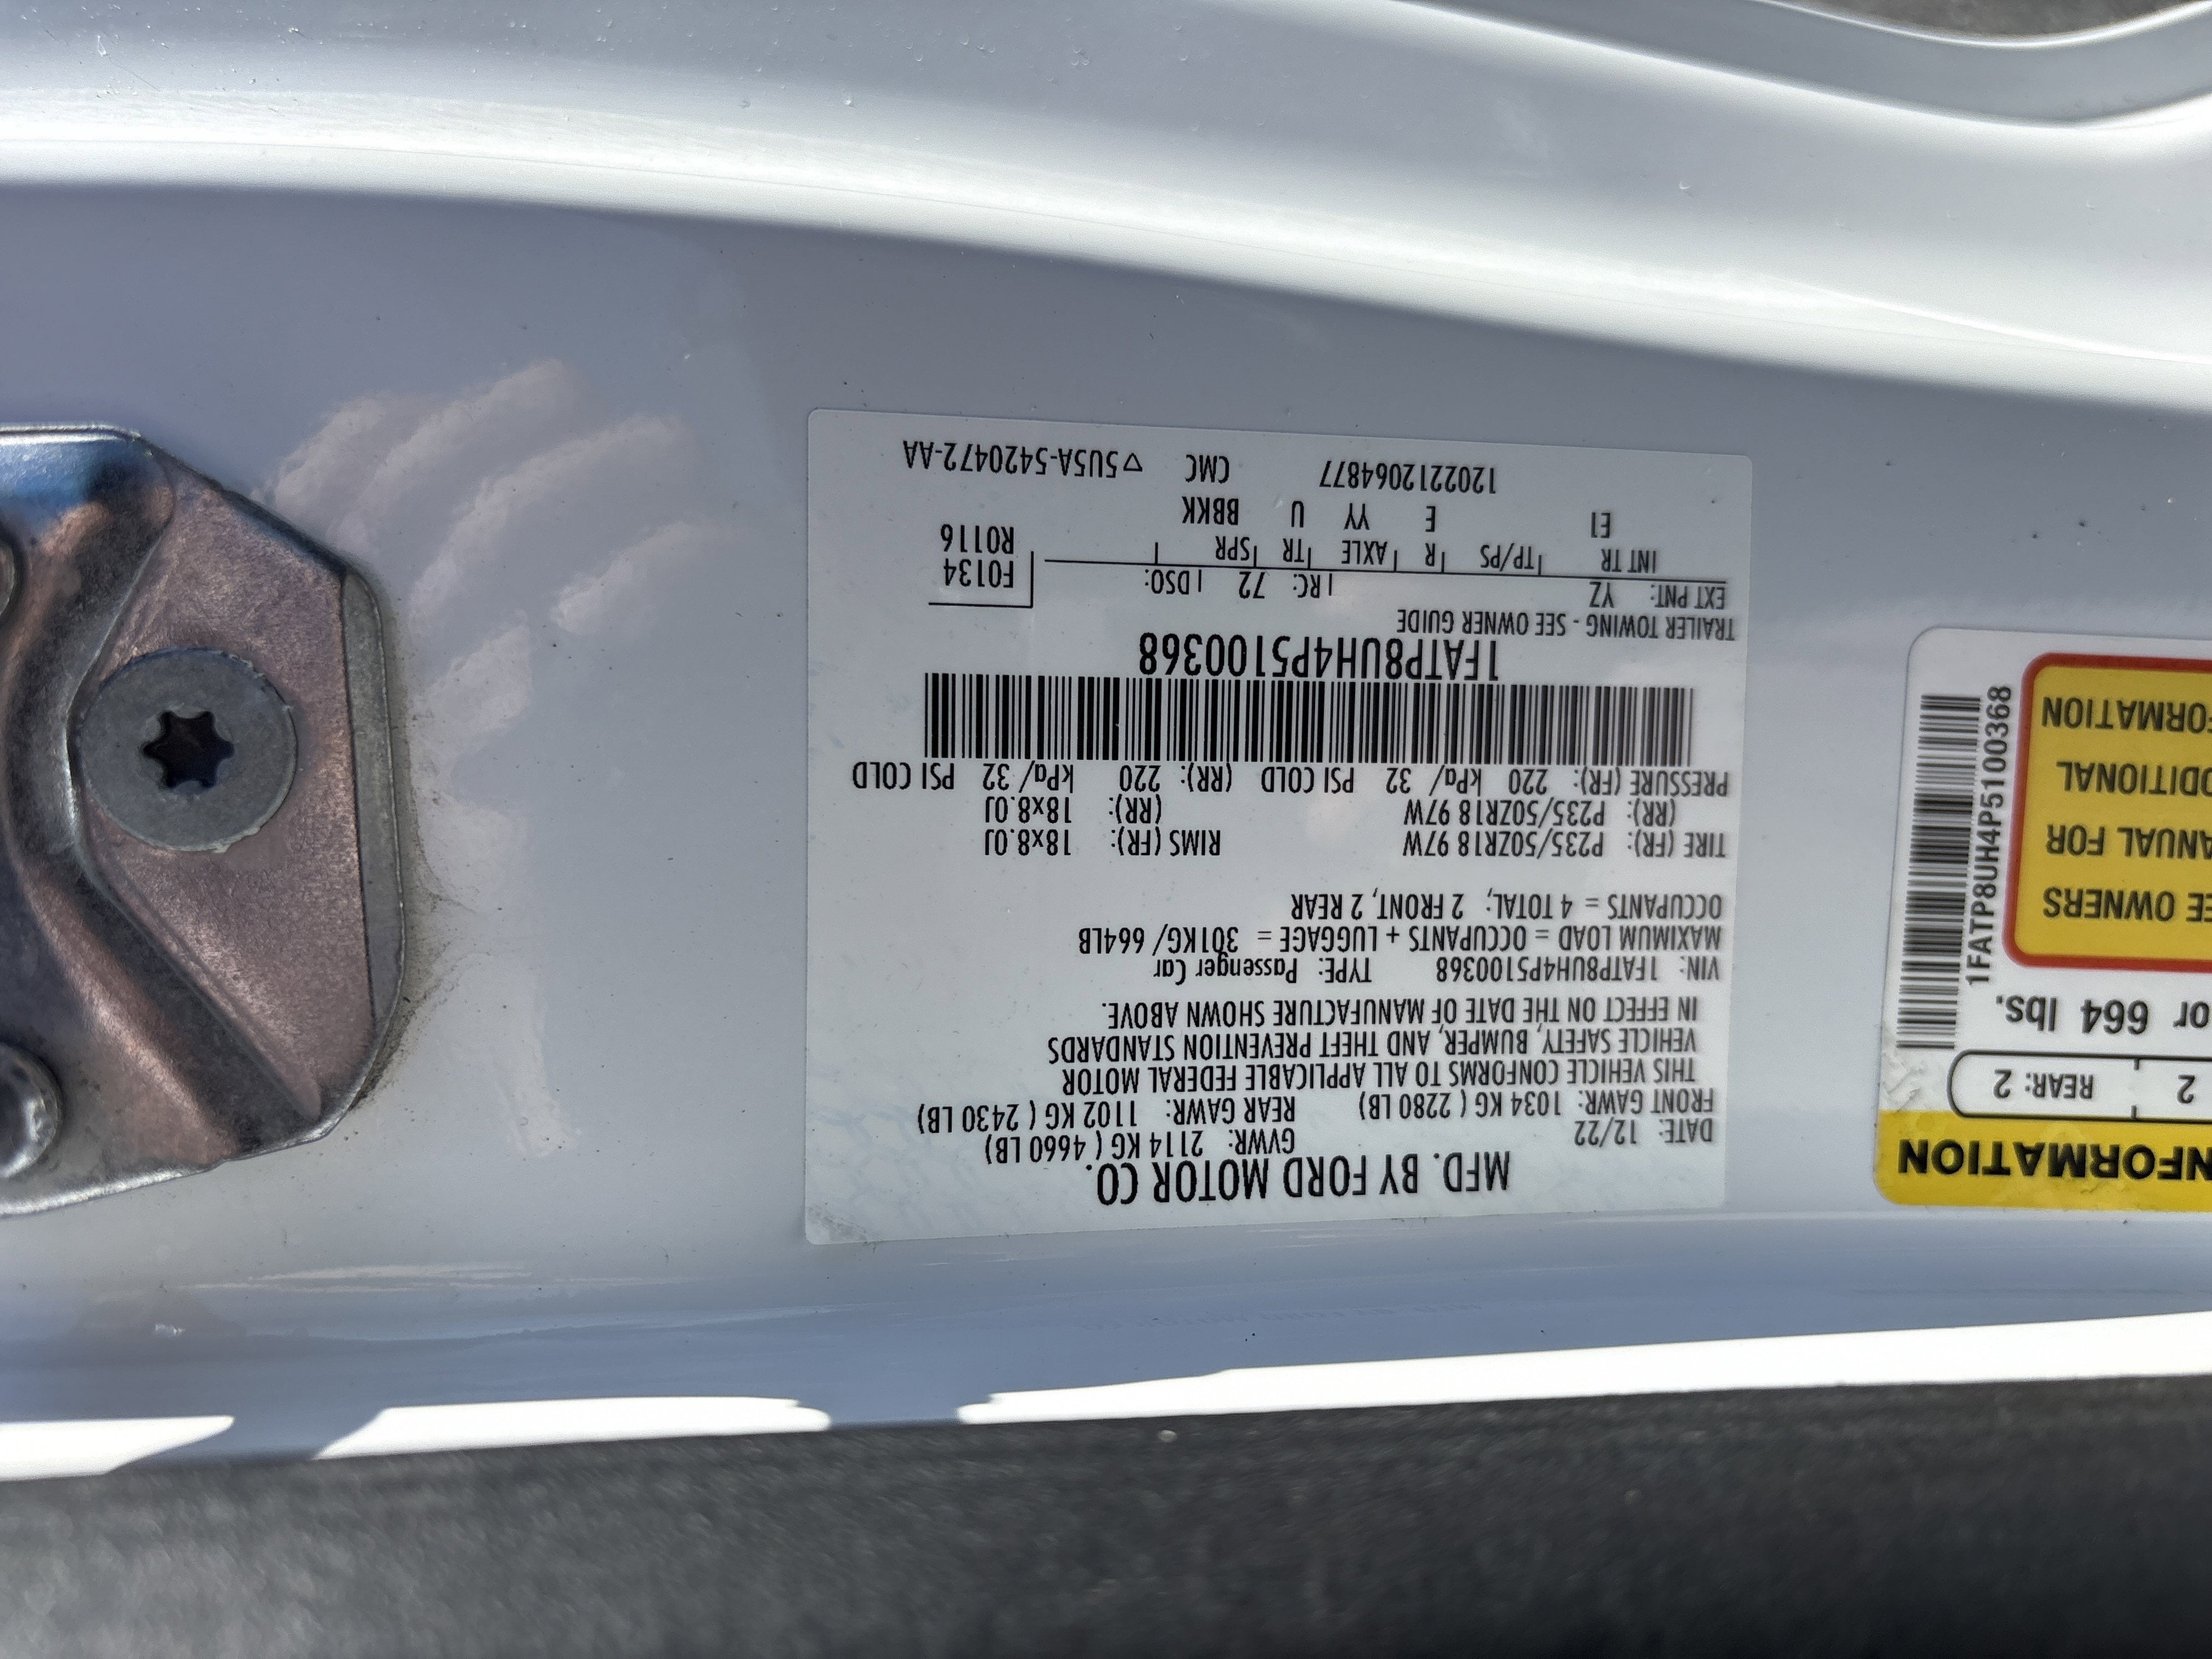 MFD. BY FORD MOTOR CO.
DATE: 12/22 GVWR: 2114 KG ( 4660 LB)
FRONT GAWR: 1034 KG ( 2280 LB) REAR GAWR: 1102 KG ( 2430 LB)
THIS VEHICLE CONFORMS TO ALL APPLICABLE FEDERAL MOTOR
VEHICLE SAFETY, BUMPER, AND THEFT PREVENTION STANDARDS
IN EFFECT ON THE DATE OF MANUFACTURE SHOWN ABOVE.
VIN: 1FATP8UH4P5100368 TYPE: Passenger Car
MAXIMUM LOAD = OCCUPANTS + LUGGAGE = 301KG/ 664LB
OCCUPANTS = 4 TOTAL; 2 FRONT, 2 REAR
TIRE (FR): P235/50ZR18 97W RIMS (FR): 18x8.0J
(RR): P235/50ZR18 97W (RR): 18x8.0J
PRESSURE (FR): 220 kPa/ 32 PSI COLD (RR): 220 kPa/ 32 PSI COLD
1FATP8UH4P5100368
TRAILER TOWING - SEE OWNER GUIDE
EXT PNT: YZ RC: 72 DSO: F0134
INT TR TP/PS R AXLE TR SPR R0116
E1 E YY U BBKK
120221206487 7 CMC ▽5U5A-5420472-AA
NFORMATION
2 REAR: 2
or 664 lbs.
EE OWNERS
ANUAL FOR
DDITIONAL
FORMATION
1FATP8UH4P5100368